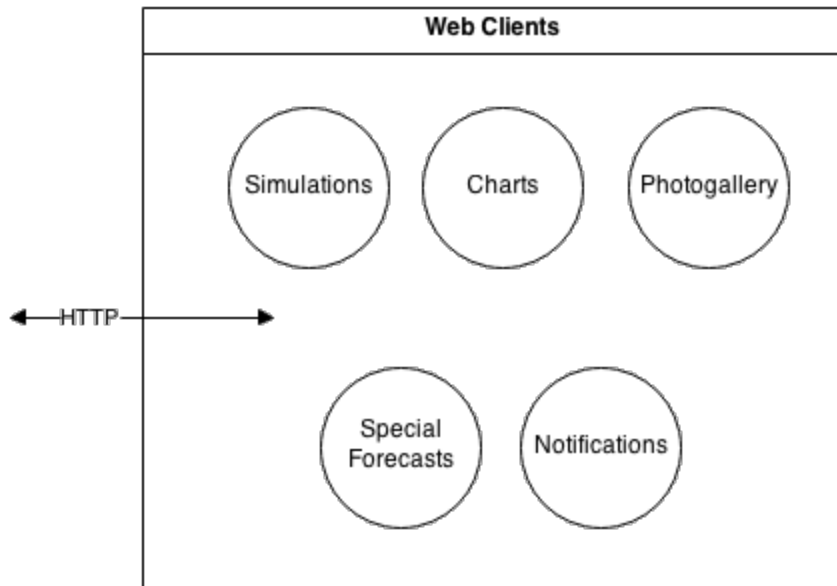 Web Clients
Simulations
Charts
Photogallery
HTTP
Special
Forecasts
Notifications